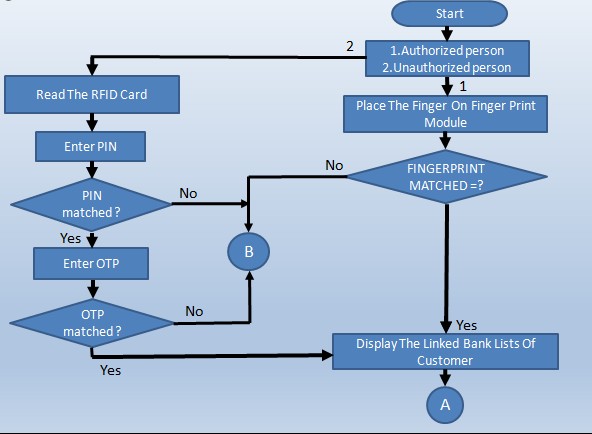 Start
2
1.Authorized person
2.Unauthorized person
1
Read The RFID Card
Place The Finger On Finger Print
Module
Enter PIN
No
FINGERPRINT
MATCHED =?
PIN
matched ?
No
Yes
B
Enter OTP
OTP
matched ?
No
Yes
Display The Linked Bank Lists Of
Customer
Yes
A